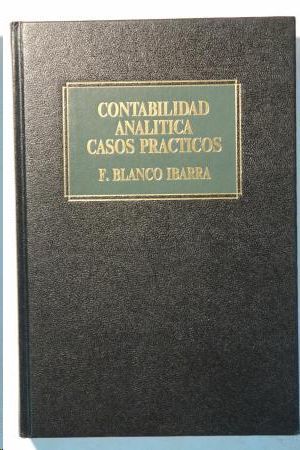 CONTABILIDAD
ANALITICA
CASOS PRACTICOS
F. BLANCO IBARRA